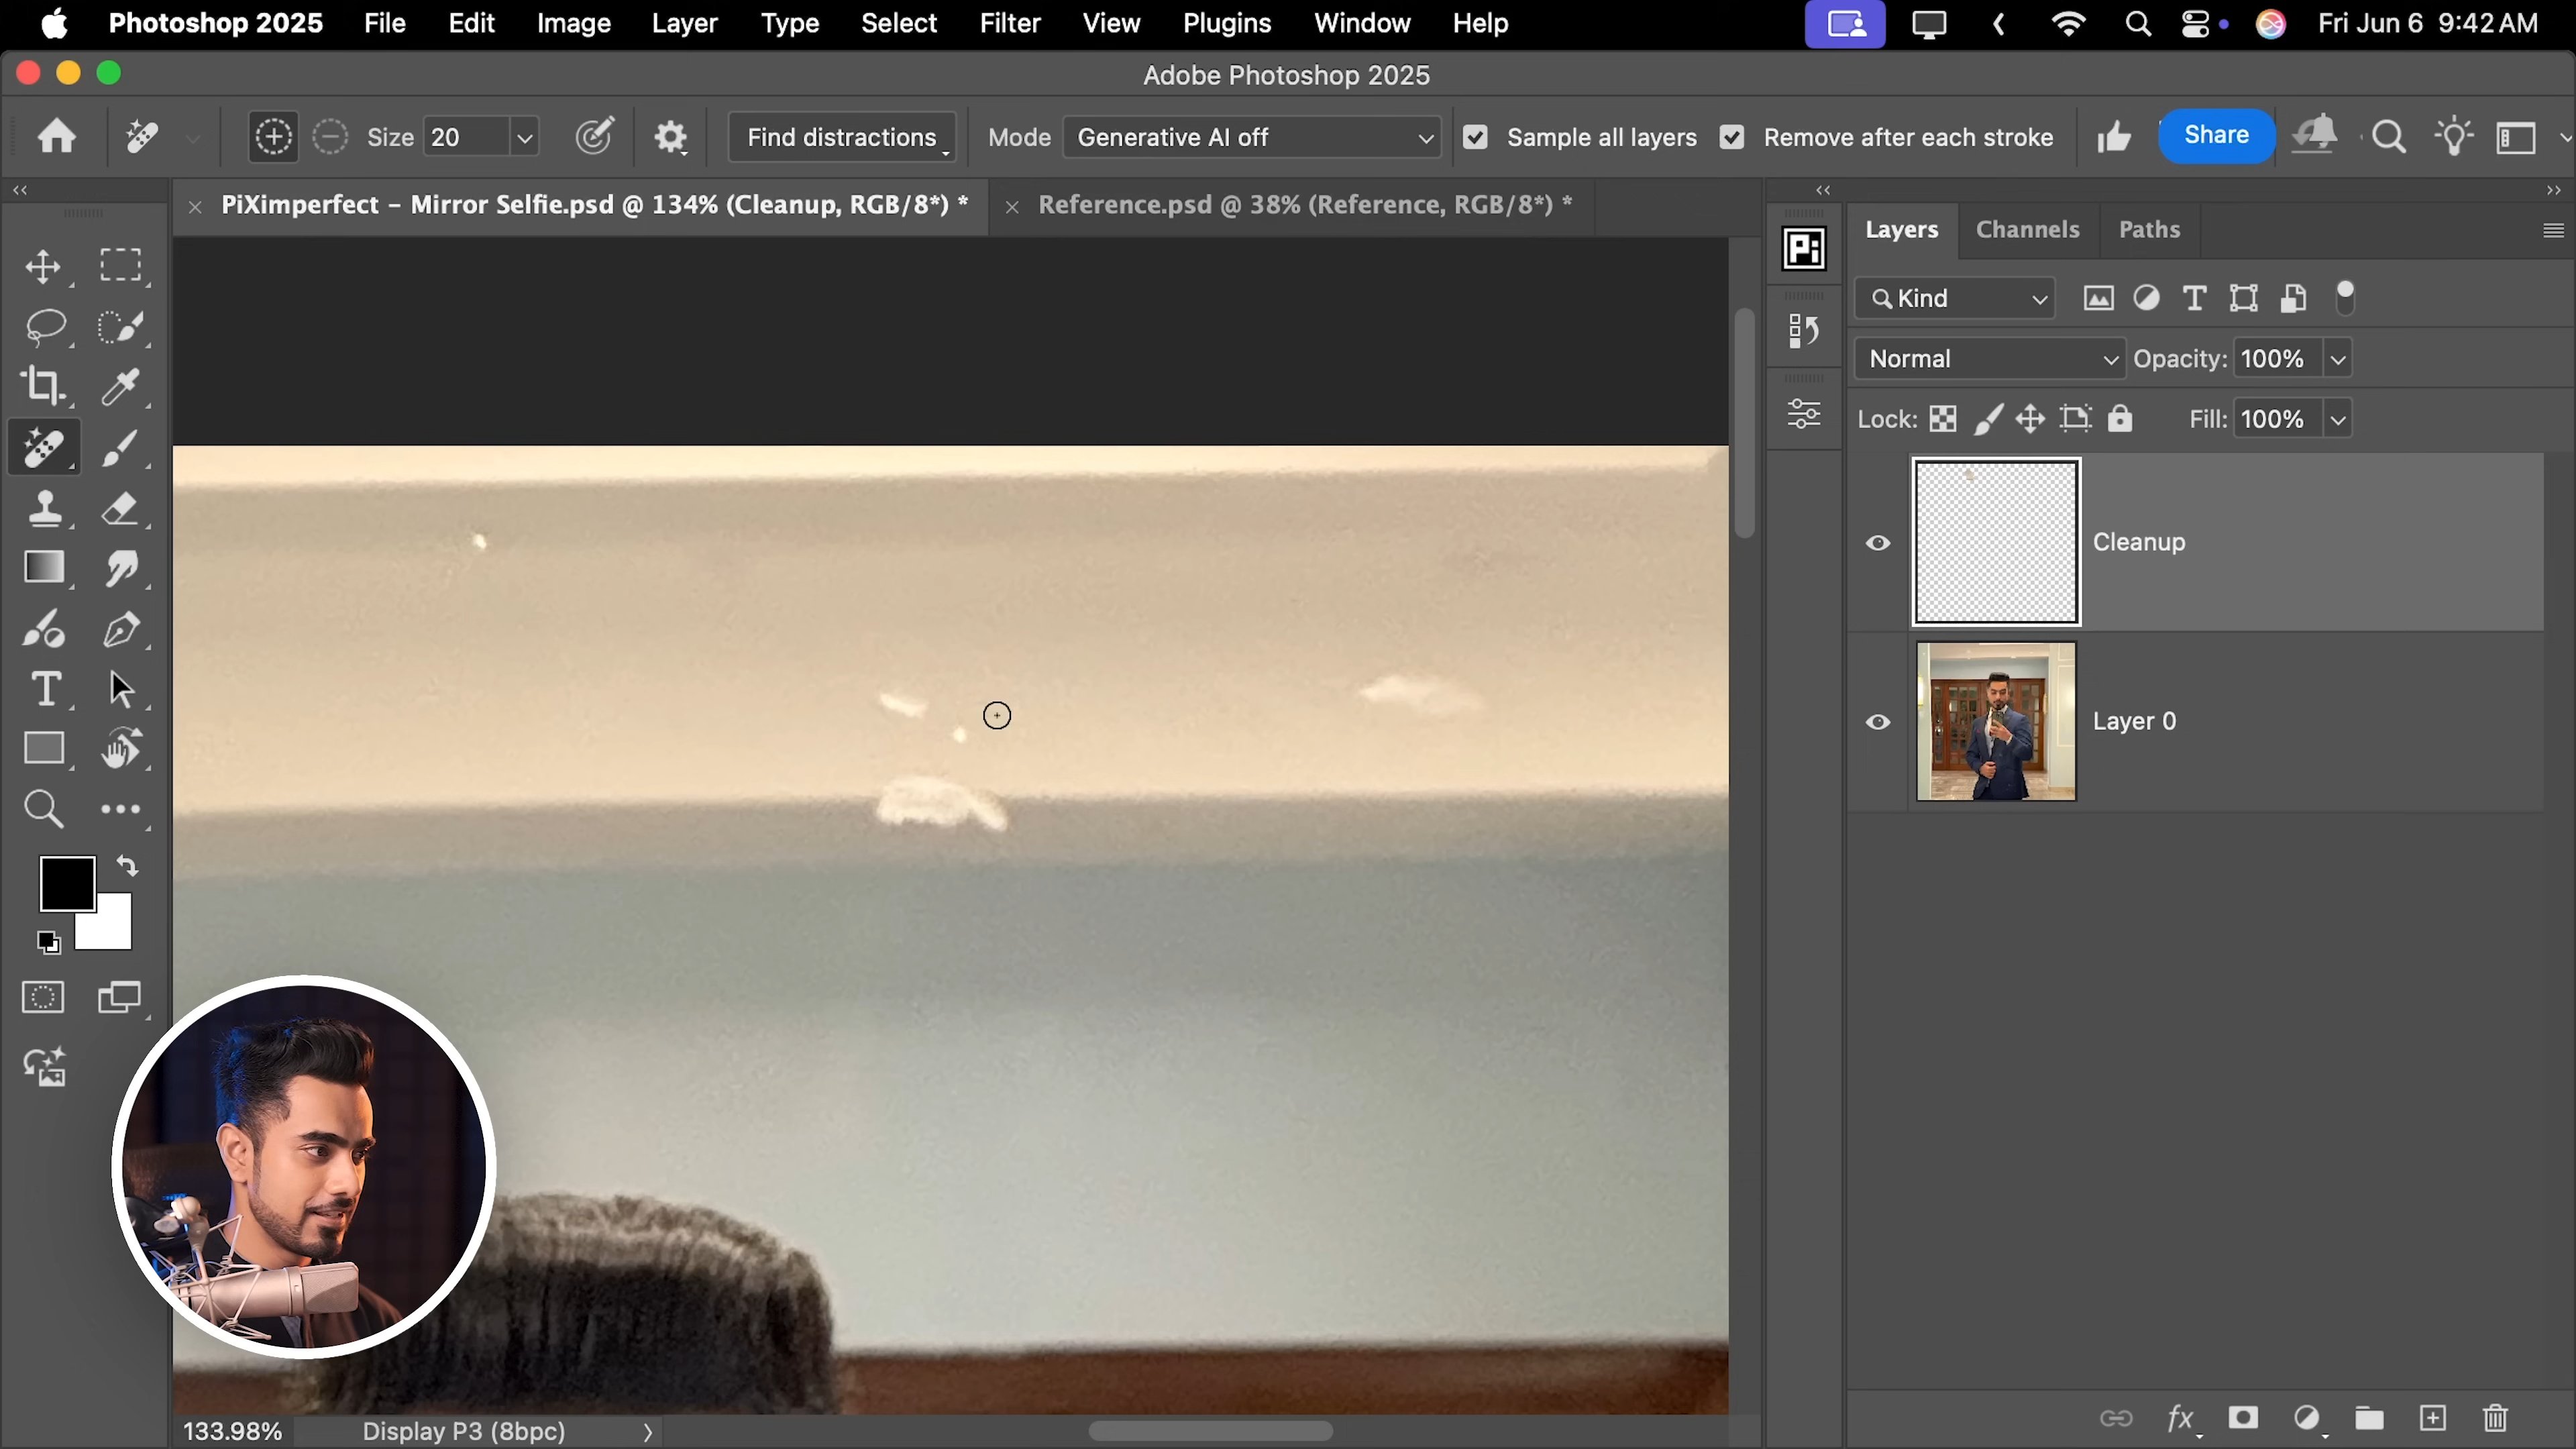 Photoshop 2025 File Edit Image Layer Type Select Filter View Plugins Window Help Fri Jun 6 9:42 AM
Adobe Photoshop 2025
Size 20 Find distractions Mode Generative AI off Sample all layers Remove after each stroke Share
PiXimperfect – Mirror Selfie.psd @ 134% (Cleanup, RGB/8*) * Reference.psd @ 38% (Reference, RGB/8*) *
Layers Channels Paths
Pi
Kind
Normal Opacity: 100%
Lock: Fill: 100%
Cleanup
Layer 0
133.98% Display P3 (8bpc)
fx